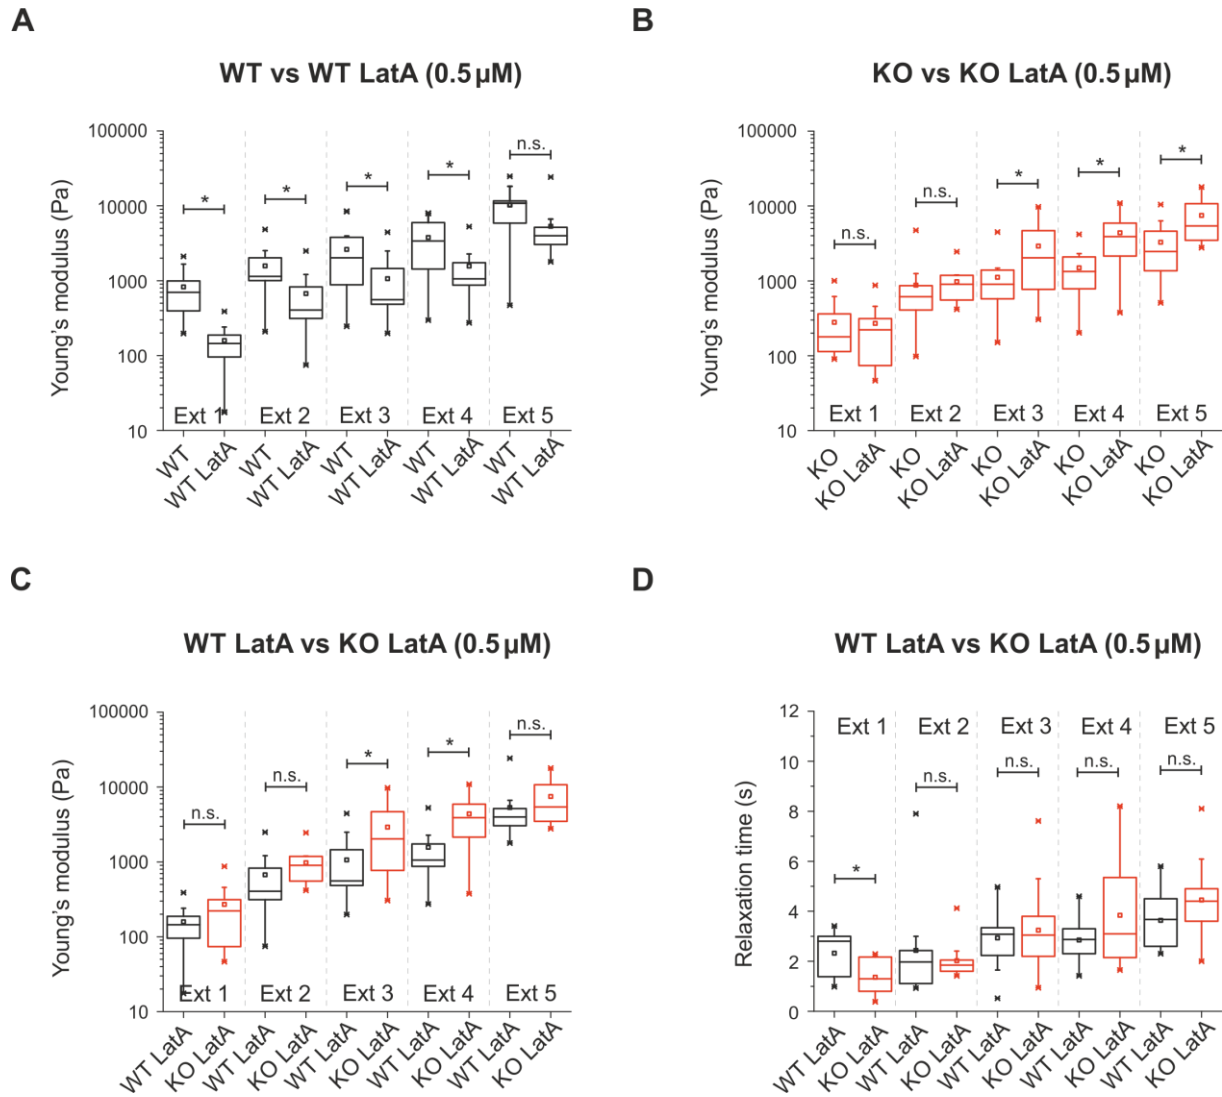 A
WT vs WT LatA (0.5 µM)
Young's modulus (Pa)
100000
10000
1000
100
10
*
*
*
*
n.s.
Ext 1
Ext 2
Ext 3
Ext 4
Ext 5
WT
WT LatA
WT
WT LatA
WT
WT LatA
WT
WT LatA
WT
WT LatA
B
KO vs KO LatA (0.5 µM)
Young's modulus (Pa)
100000
10000
1000
100
10
n.s.
n.s.
*
*
*
Ext 1
Ext 2
Ext 3
Ext 4
Ext 5
KO
KO LatA
KO
KO LatA
KO
KO LatA
KO
KO LatA
KO
KO LatA
C
WT LatA vs KO LatA (0.5 µM)
Young's modulus (Pa)
100000
10000
1000
100
10
n.s.
n.s.
*
*
n.s.
Ext 1
Ext 2
Ext 3
Ext 4
Ext 5
WT LatA
KO LatA
WT LatA
KO LatA
WT LatA
KO LatA
WT LatA
KO LatA
WT LatA
KO LatA
D
WT LatA vs KO LatA (0.5 µM)
Relaxation time (s)
12
10
8
6
4
2
0
Ext 1
Ext 2
Ext 3
Ext 4
Ext 5
*
n.s.
n.s.
n.s.
n.s.
WT LatA
KO LatA
WT LatA
KO LatA
WT LatA
KO LatA
WT LatA
KO LatA
WT LatA
KO LatA